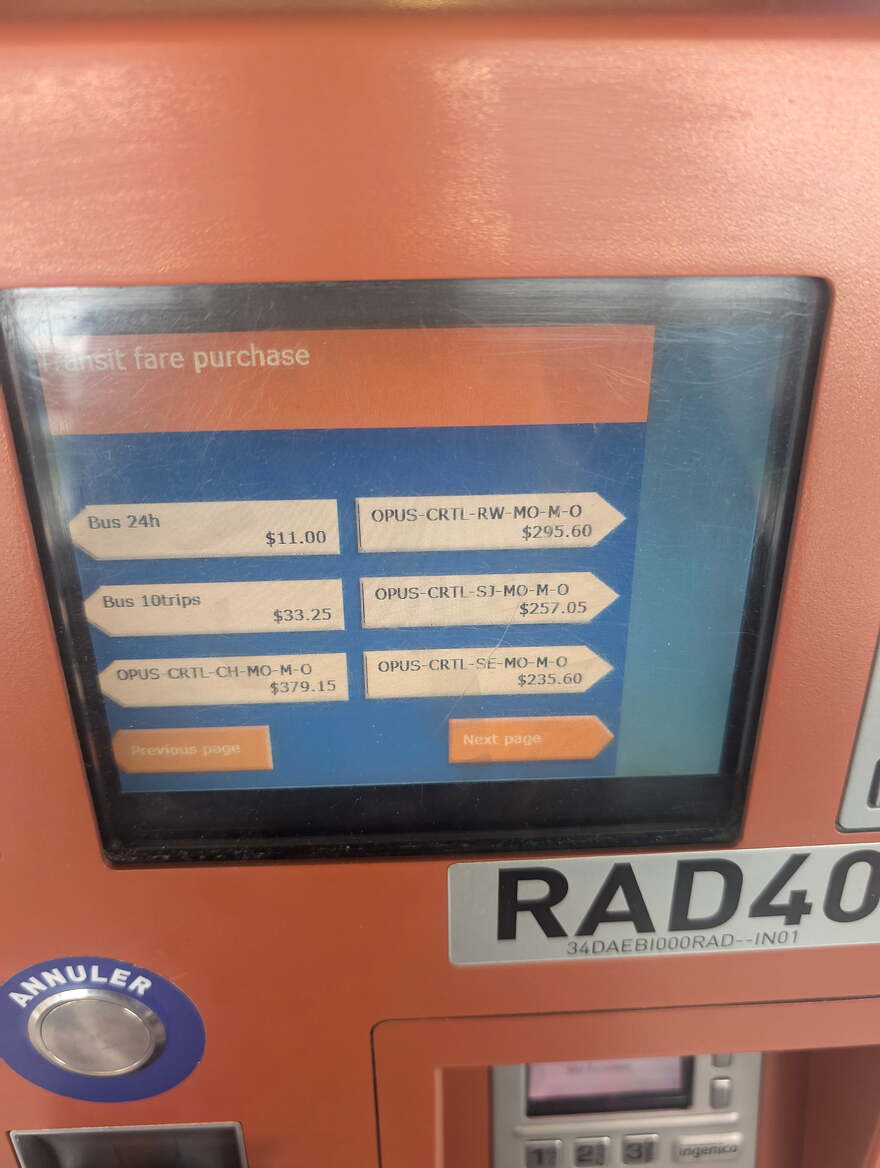 Transit fare purchase
Bus 24h
$11.00
OPUS-CRTL-RW-MO-M-O
$295.60
Bus 10trips
$33.25
OPUS-CRTL-SJ-MO-M-O
$257.05
OPUS-CRTL-CH-MO-M-O
$379.15
OPUS-CRTL-SE-MO-M-O
$235.60
Previous page
Next page
RAD40
34DAEBI000RAD--IN01
ANNULER
1
2
3
ingenico